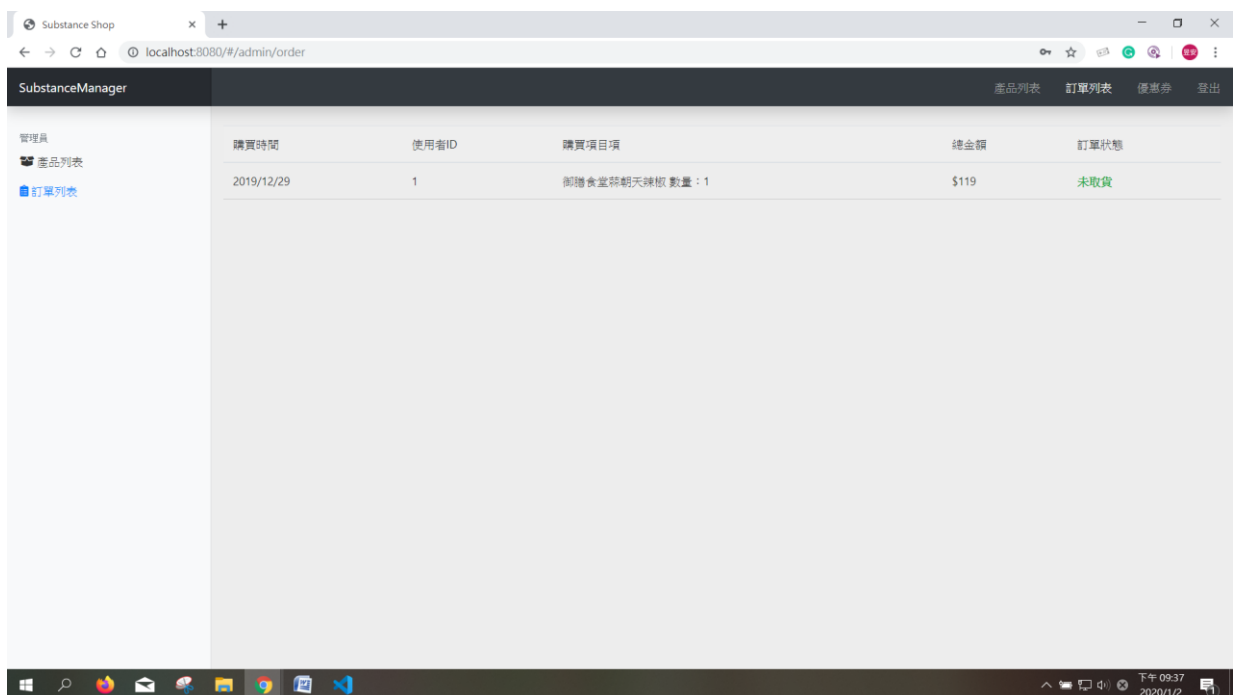 Substance Shop
localhost:8080/#/admin/order
SubstanceManager
產品列表 訂單列表 優惠券 登出
管理員
產品列表
訂單列表
購買時間 使用者ID 購買項目項 總金額 訂單狀態
2019/12/29 1 御膳食堂蒜朝天辣椒 數量：1 $119 未取貨
下午 09:37
2020/1/2